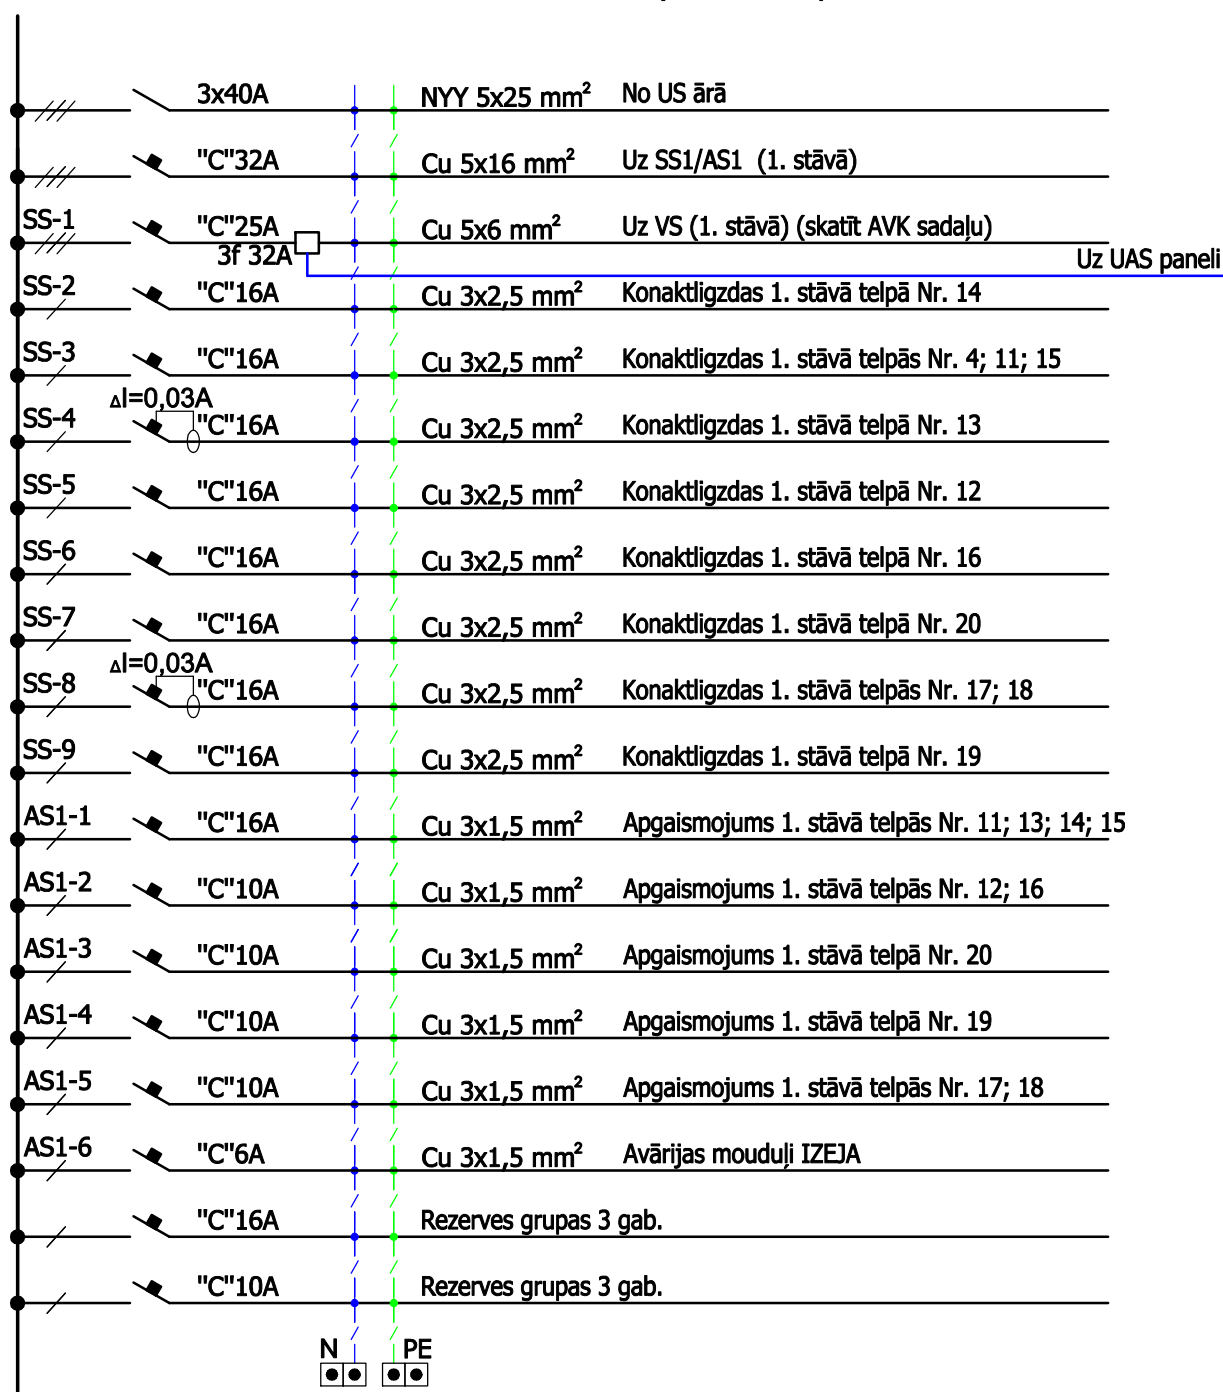 3x40A NYY 5x25 mm² No US ārā
"C"32A Cu 5x16 mm² Uz SS1/AS1 (1. stāvā)
SS-1 "C"25A Cu 5x6 mm² Uz VS (1. stāvā) (skatīt AVK sadaļu)
3f 32A Uz UAS paneli
SS-2 "C"16A Cu 3x2,5 mm² Konaktligzdas 1. stāvā telpā Nr. 14
SS-3 "C"16A Cu 3x2,5 mm² Konaktligzdas 1. stāvā telpās Nr. 4; 11; 15
ΔI=0,03A
SS-4 "C"16A Cu 3x2,5 mm² Konaktligzdas 1. stāvā telpā Nr. 13
SS-5 "C"16A Cu 3x2,5 mm² Konaktligzdas 1. stāvā telpā Nr. 12
SS-6 "C"16A Cu 3x2,5 mm² Konaktligzdas 1. stāvā telpā Nr. 16
SS-7 "C"16A Cu 3x2,5 mm² Konaktligzdas 1. stāvā telpā Nr. 20
ΔI=0,03A
SS-8 "C"16A Cu 3x2,5 mm² Konaktligzdas 1. stāvā telpās Nr. 17; 18
SS-9 "C"16A Cu 3x2,5 mm² Konaktligzdas 1. stāvā telpā Nr. 19
AS1-1 "C"16A Cu 3x1,5 mm² Apgaismojums 1. stāvā telpās Nr. 11; 13; 14; 15
AS1-2 "C"10A Cu 3x1,5 mm² Apgaismojums 1. stāvā telpās Nr. 12; 16
AS1-3 "C"10A Cu 3x1,5 mm² Apgaismojums 1. stāvā telpā Nr. 20
AS1-4 "C"10A Cu 3x1,5 mm² Apgaismojums 1. stāvā telpā Nr. 19
AS1-5 "C"10A Cu 3x1,5 mm² Apgaismojums 1. stāvā telpās Nr. 17; 18
AS1-6 "C"6A Cu 3x1,5 mm² Avārijas mouduļi IZEJA
"C"16A Rezerves grupas 3 gab.
"C"10A Rezerves grupas 3 gab.
N PE